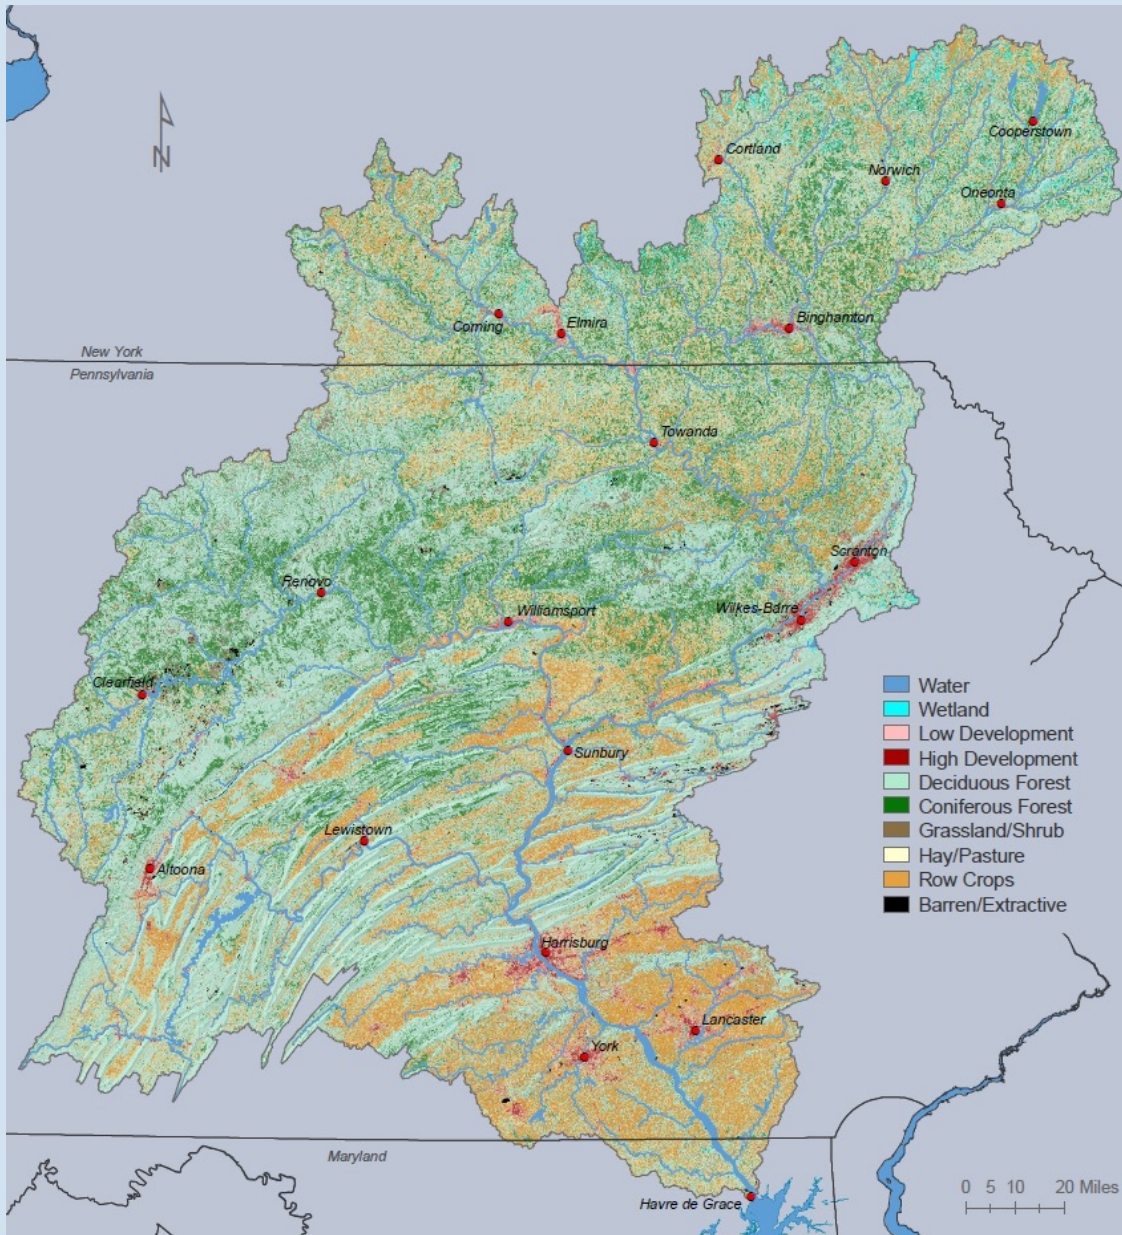 N
Cooperstown
Cortland
Norwich
Oneonta
Binghamton
Corning
Elmira
New York
Pennsylvania
Towanda
Scranton
Renovo
Williamsport
Wilkes-Barre
Clearfield
Sunbury
Lewistown
Altoona
Harrisburg
Lancaster
York
Maryland
Havre de Grace
Water
Wetland
Low Development
High Development
Deciduous Forest
Coniferous Forest
Grassland/Shrub
Hay/Pasture
Row Crops
Barren/Extractive
0 5 10 20 Miles